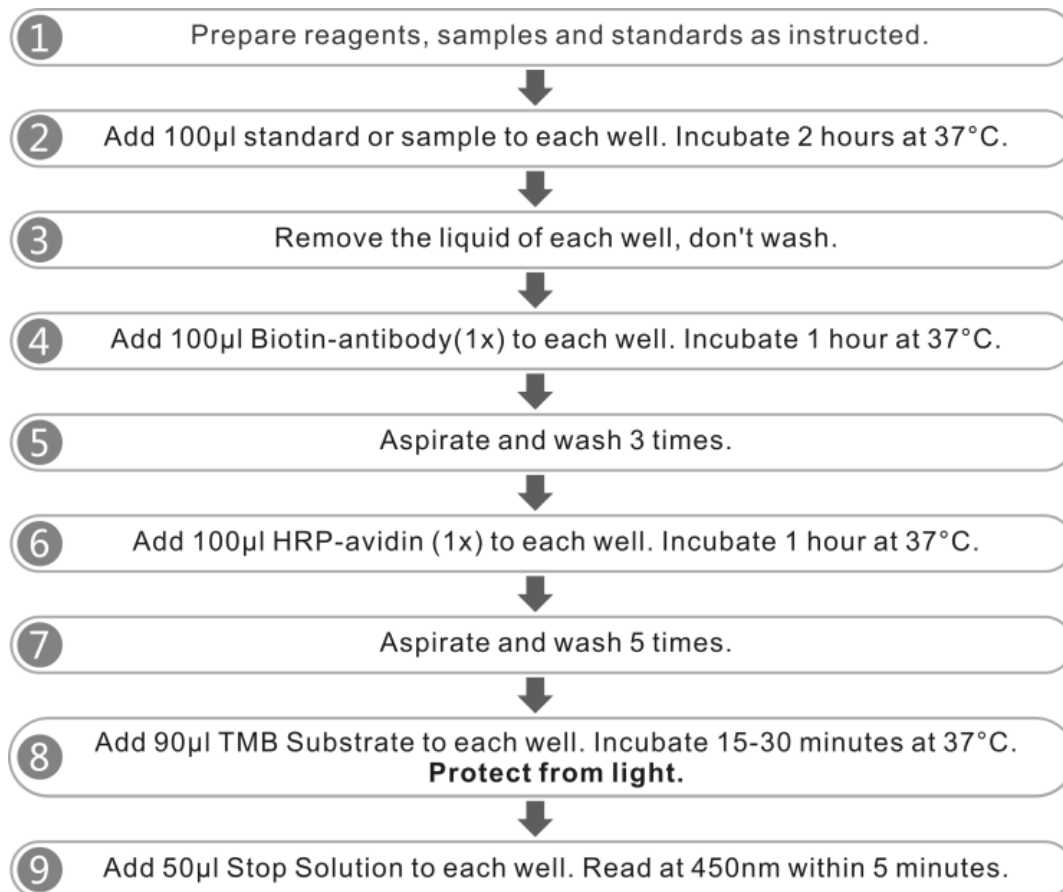 1 Prepare reagents, samples and standards as instructed.
2 Add 100µl standard or sample to each well. Incubate 2 hours at 37°C.
3 Remove the liquid of each well, don't wash.
4 Add 100µl Biotin-antibody(1x) to each well. Incubate 1 hour at 37°C.
5 Aspirate and wash 3 times.
6 Add 100µl HRP-avidin (1x) to each well. Incubate 1 hour at 37°C.
7 Aspirate and wash 5 times.
8 Add 90µl TMB Substrate to each well. Incubate 15-30 minutes at 37°C.
Protect from light.
9 Add 50µl Stop Solution to each well. Read at 450nm within 5 minutes.